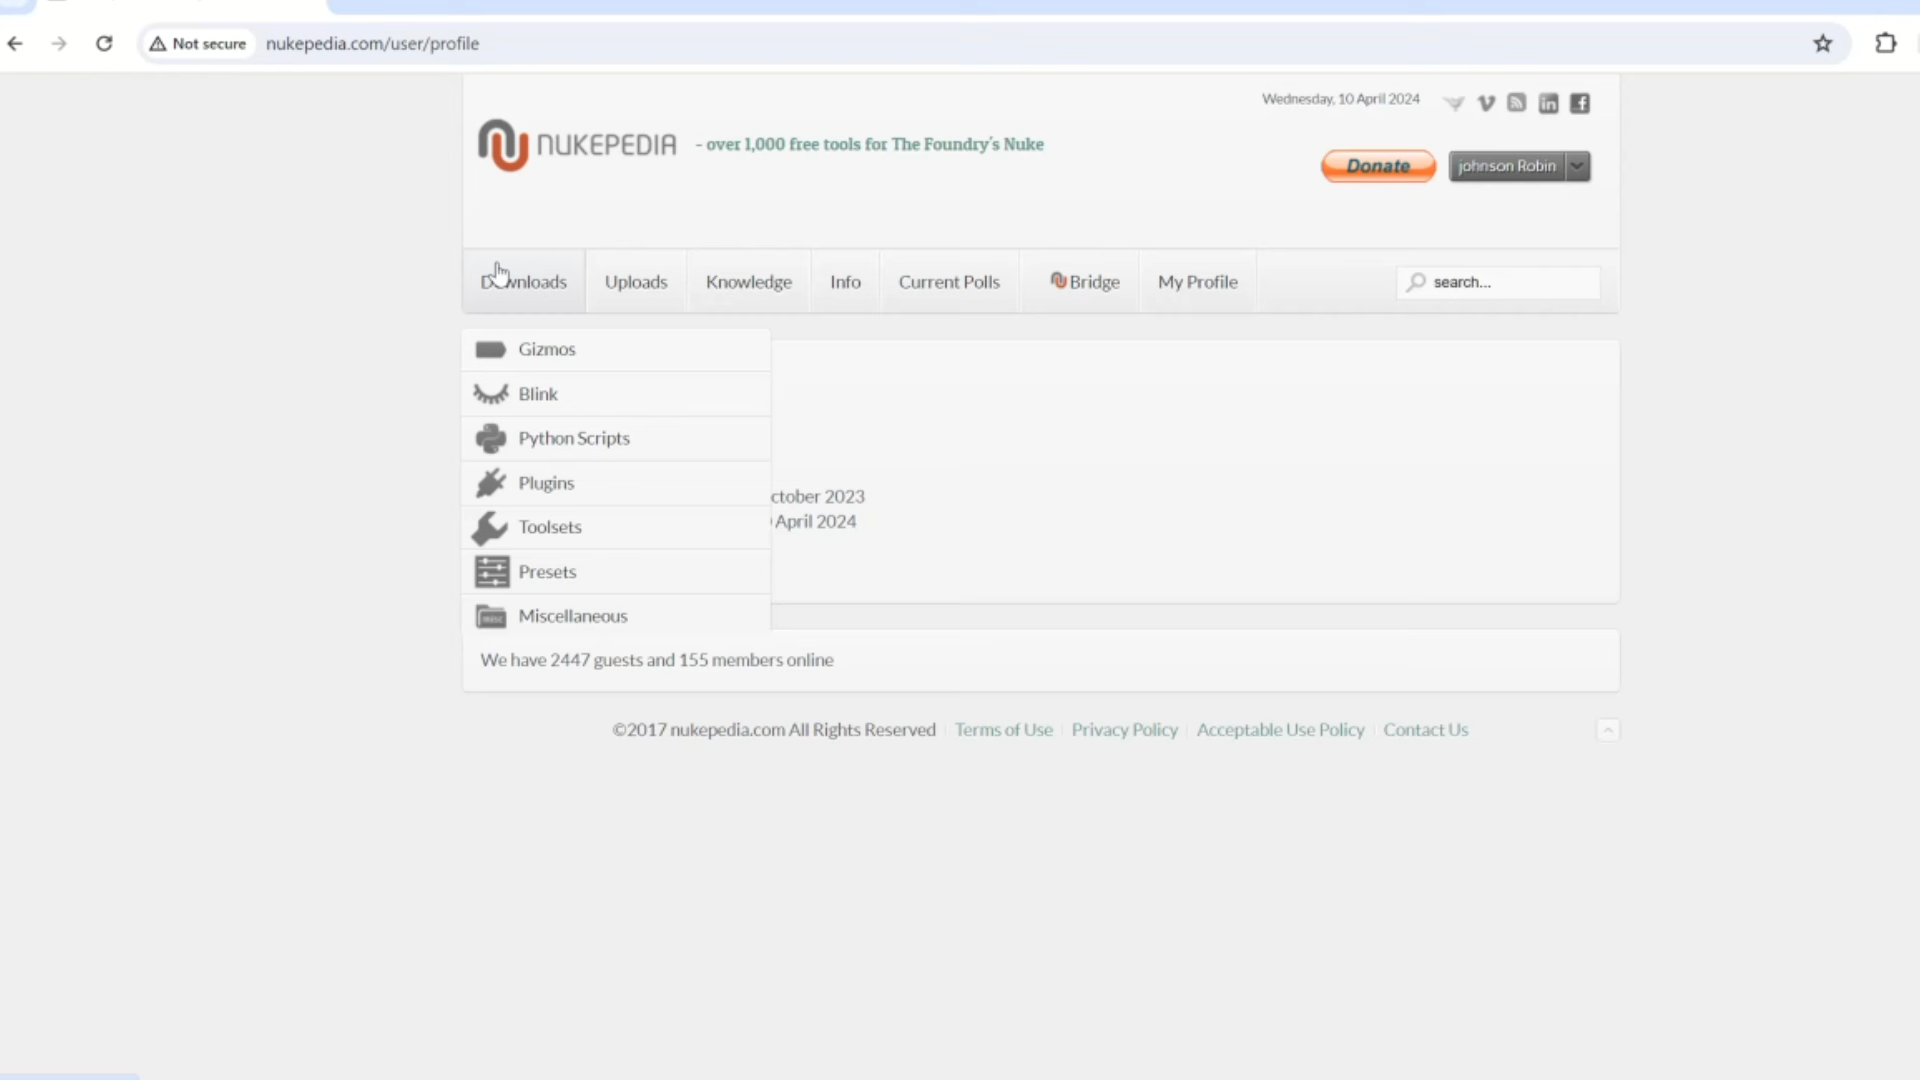 Not secure nukepedia.com/user/profile
Wednesday, 10 April 2024
NUKEPEDIA - over 1,000 free tools for The Foundry's Nuke
Donate johnson Robin
Downloads Uploads Knowledge Info Current Polls Bridge My Profile search...
Gizmos
Blink
Python Scripts
Plugins
ctober 2023
April 2024
Toolsets
Presets
Miscellaneous
We have 2447 guests and 155 members online
©2017 nukepedia.com All Rights Reserved Terms of Use Privacy Policy Acceptable Use Policy Contact Us